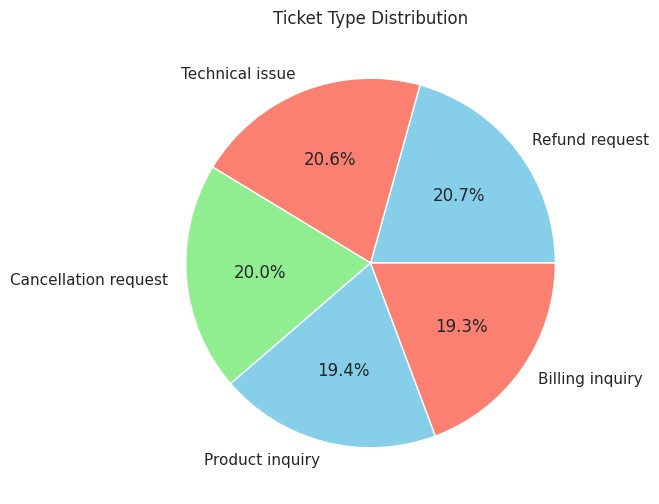 Ticket Type Distribution
Technical issue
Refund request
20.6%
20.7%
Cancellation request
20.0%
19.3%
19.4%
Billing inquiry
Product inquiry